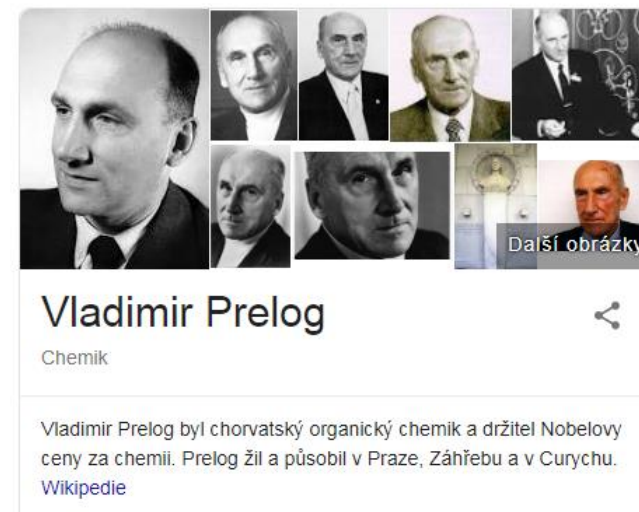 Další obrázky
Vladimir Prelog
Chemik
Vladimir Prelog byl chorvatský organický chemik a držitel Nobelovy
ceny za chemii. Prelog žil a působil v Praze, Záhřebu a v Curychu.
Wikipedie